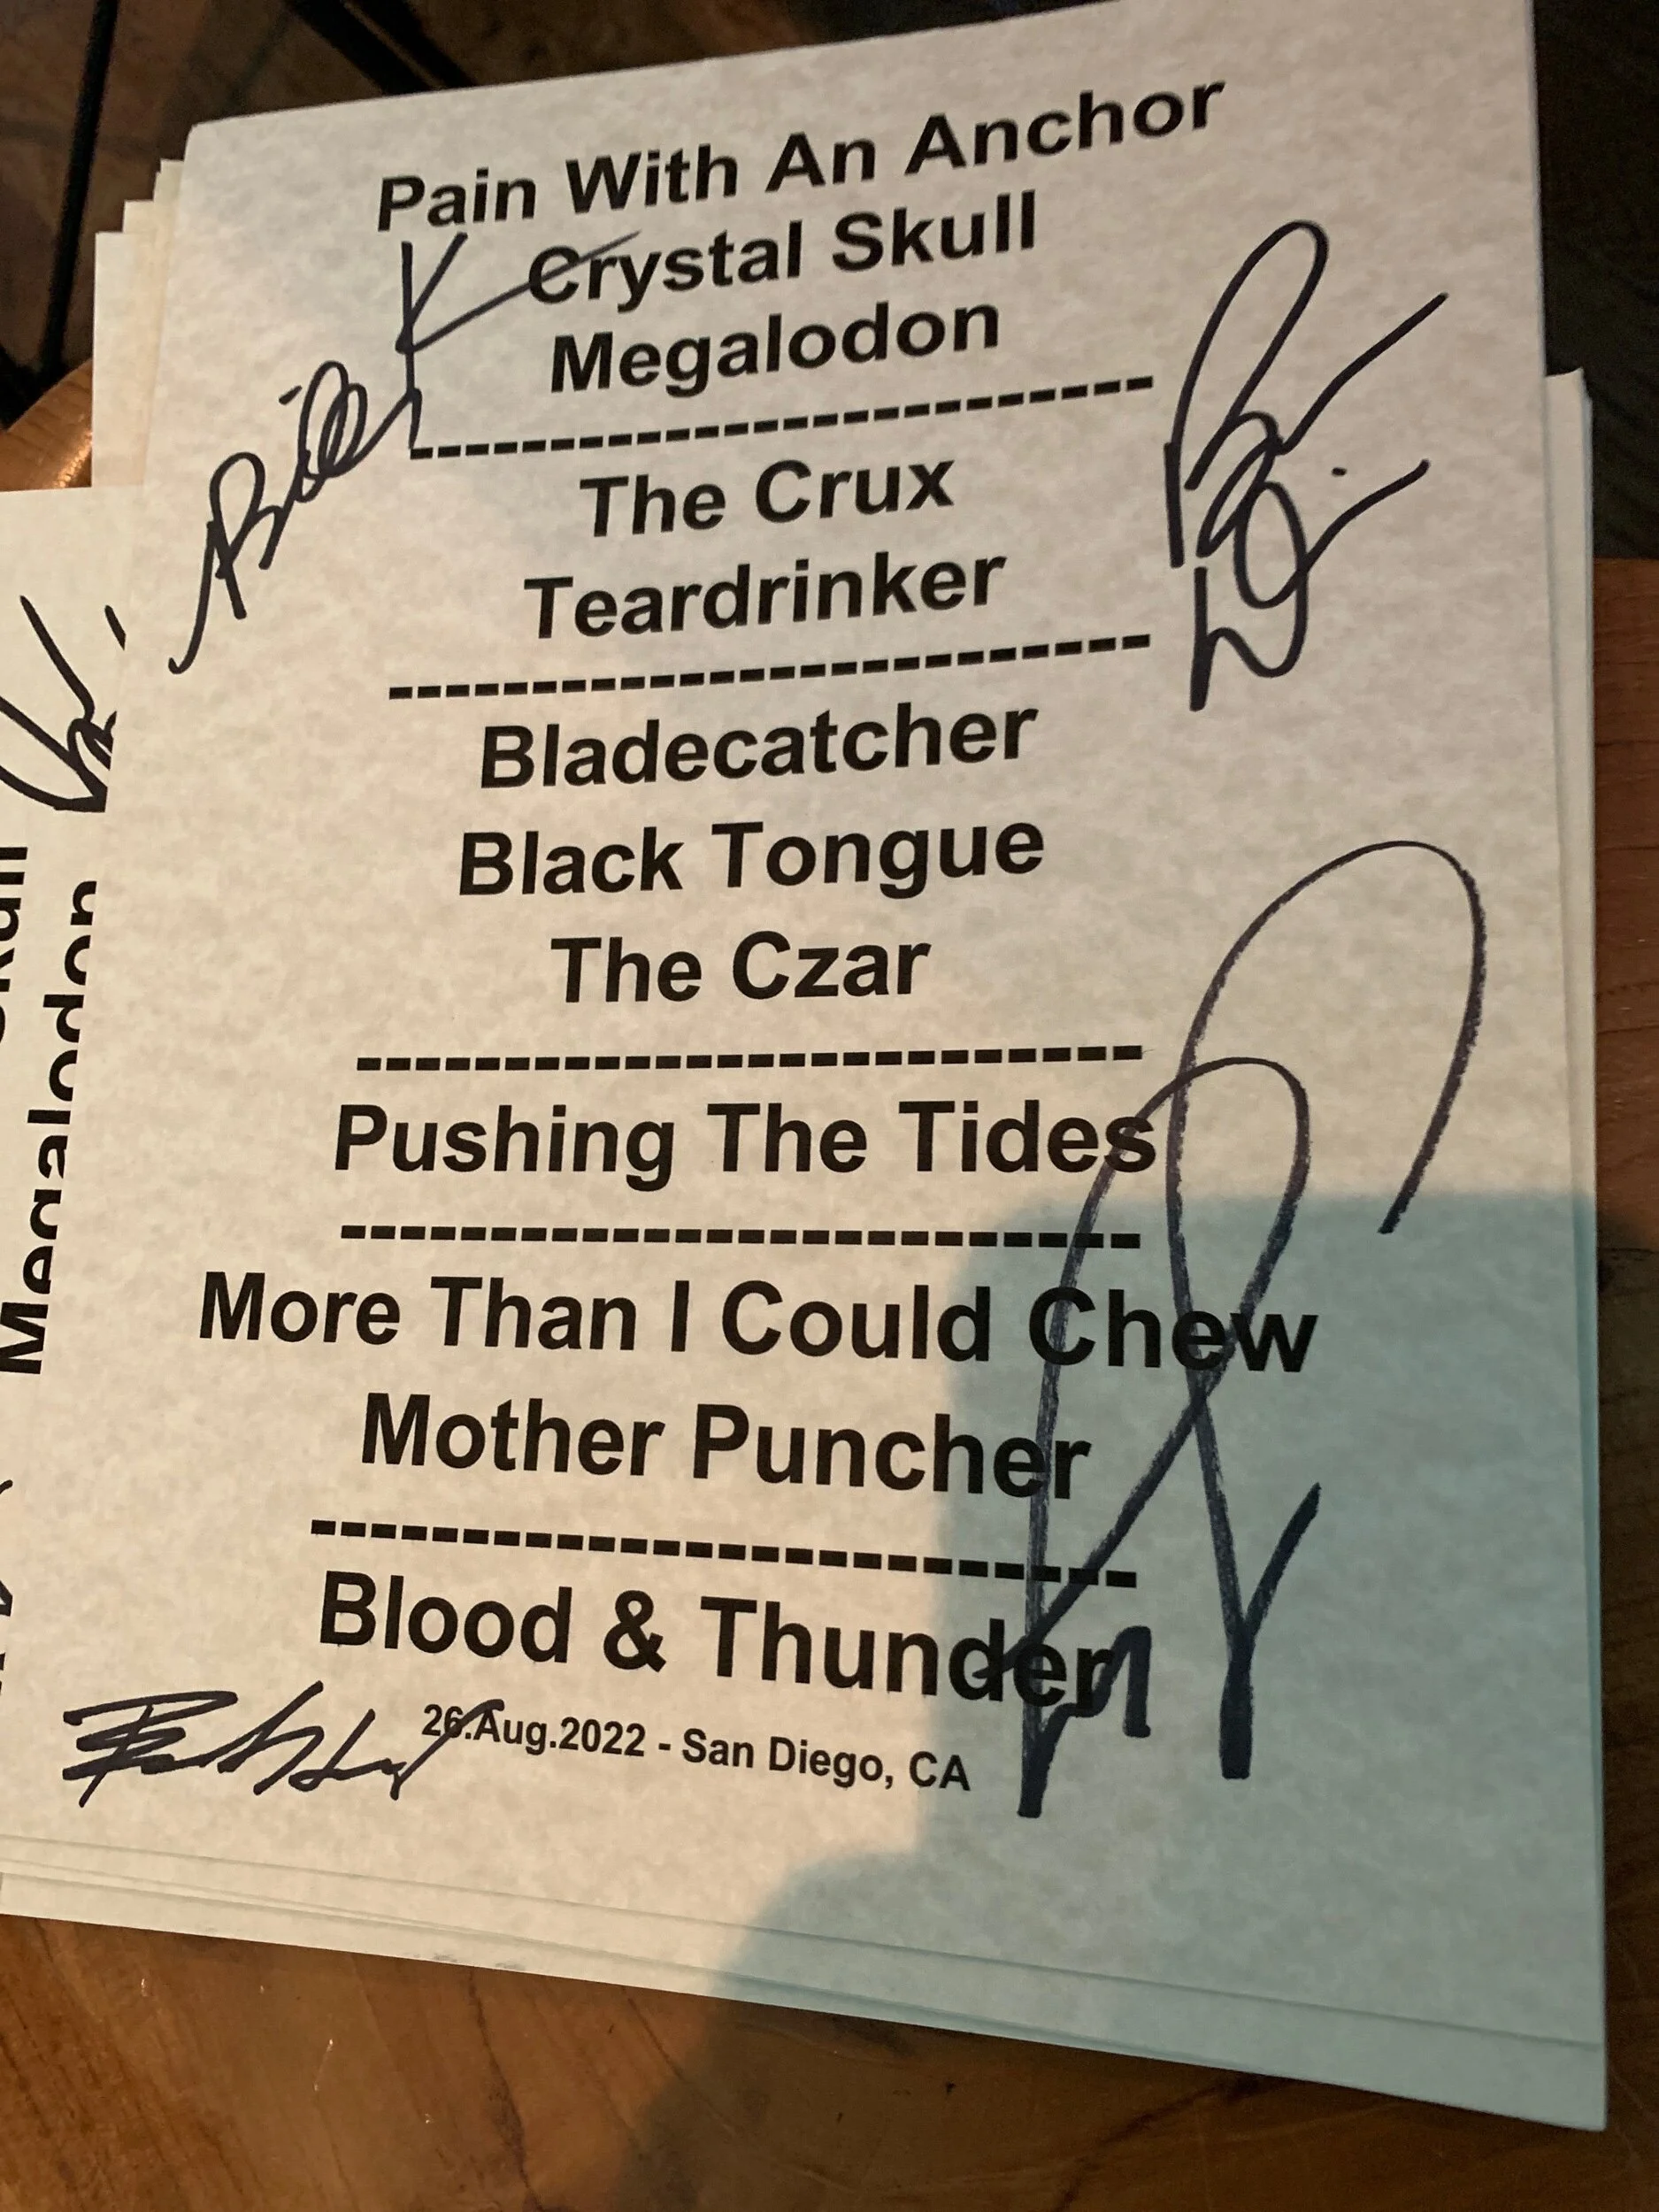 Pain With An Anchor
Crystal Skull
Megalodon
-------------------------
The Crux
Teardrinker
-------------------------
Bladecatcher
Black Tongue
The Czar
-------------------------
Pushing The Tides
-------------------------
More Than I Could Chew
Mother Puncher
-------------------------
Blood & Thunder
26.Aug.2022 - San Diego, CA
Megalodon